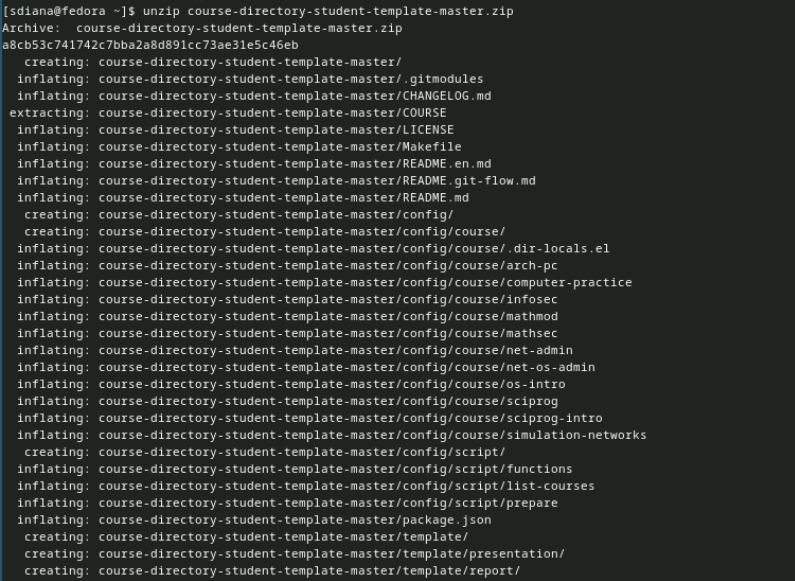 [sdiana@fedora ~]$ unzip course-directory-student-template-master.zip
Archive:  course-directory-student-template-master.zip
a8cb53c741742c7bba2a8d891cc73ae31e5c46eb
   creating: course-directory-student-template-master/
  inflating: course-directory-student-template-master/.gitmodules
  inflating: course-directory-student-template-master/CHANGELOG.md
 extracting: course-directory-student-template-master/COURSE
  inflating: course-directory-student-template-master/LICENSE
  inflating: course-directory-student-template-master/Makefile
  inflating: course-directory-student-template-master/README.en.md
  inflating: course-directory-student-template-master/README.git-flow.md
  inflating: course-directory-student-template-master/README.md
   creating: course-directory-student-template-master/config/
   creating: course-directory-student-template-master/config/course/
  inflating: course-directory-student-template-master/config/course/.dir-locals.el
  inflating: course-directory-student-template-master/config/course/arch-pc
  inflating: course-directory-student-template-master/config/course/computer-practice
  inflating: course-directory-student-template-master/config/course/infosec
  inflating: course-directory-student-template-master/config/course/mathmod
  inflating: course-directory-student-template-master/config/course/mathsec
  inflating: course-directory-student-template-master/config/course/net-admin
  inflating: course-directory-student-template-master/config/course/net-os-admin
  inflating: course-directory-student-template-master/config/course/os-intro
  inflating: course-directory-student-template-master/config/course/sciprog
  inflating: course-directory-student-template-master/config/course/sciprog-intro
  inflating: course-directory-student-template-master/config/course/simulation-networks
   creating: course-directory-student-template-master/config/script/
  inflating: course-directory-student-template-master/config/script/functions
  inflating: course-directory-student-template-master/config/script/list-courses
  inflating: course-directory-student-template-master/config/script/prepare
  inflating: course-directory-student-template-master/package.json
   creating: course-directory-student-template-master/template/
   creating: course-directory-student-template-master/template/presentation/
   creating: course-directory-student-template-master/template/report/